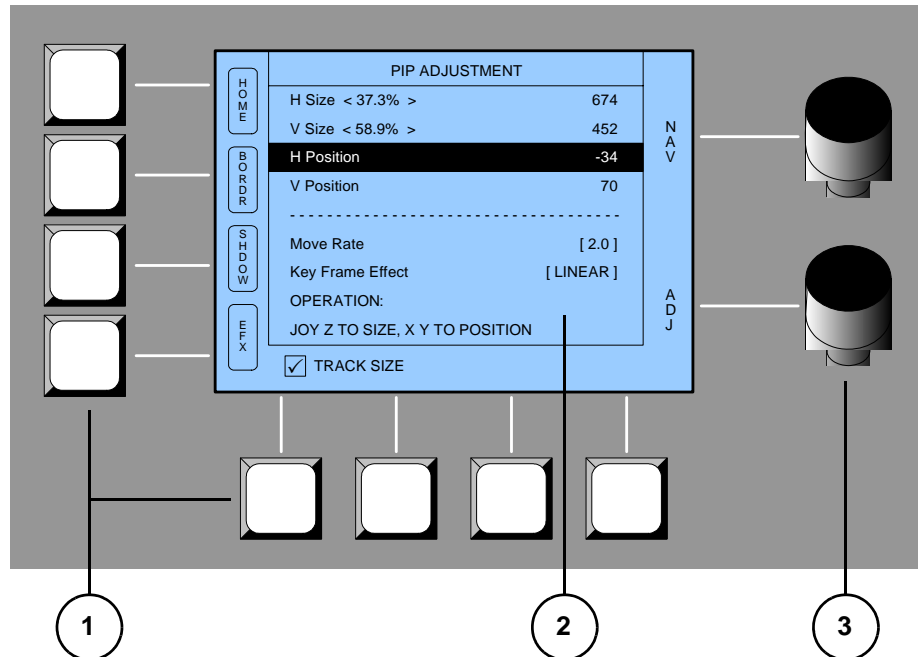 PIP ADJUSTMENT
HOME
H Size < 37.3% > 674
V Size < 58.9% > 452
NAV
BORDR
H Position -34
V Position 70
- - - - - - - - - - - - - - - - - - - - - - - - - - - - - - - - - - - -
SHDOW
Move Rate [ 2.0 ]
Key Frame Effect [ LINEAR ]
OPERATION:
ADJ
EFX
JOY Z TO SIZE, X Y TO POSITION
✓ TRACK SIZE
1 2 3